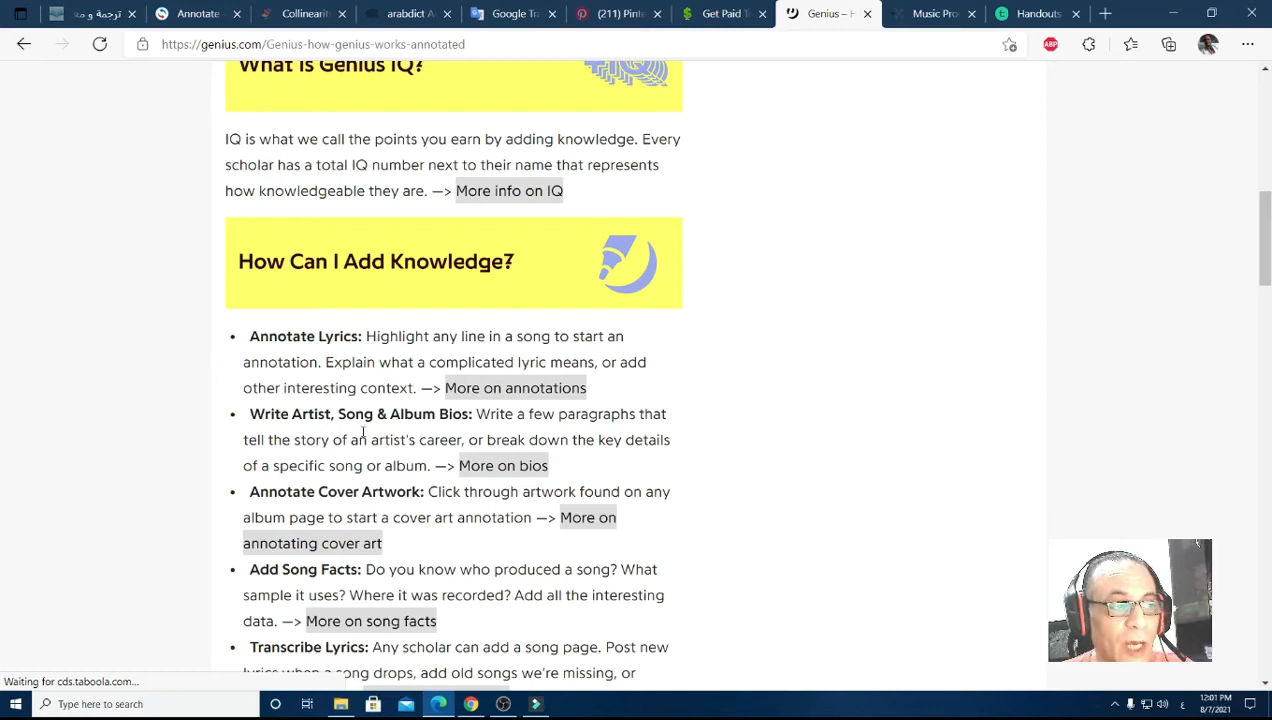 ترجمة و مع
Annotate
Collinearit
arabdict A
Google Tra
(211) Pinte
Get Paid T
Genius – H
Music Pro
Handouts
https://genius.com/Genius-how-genius-works-annotated
ABP
What Is Genius IQ?
IQ
IQ is what we call the points you earn by adding knowledge. Every
scholar has a total IQ number next to their name that represents
how knowledgeable they are. —> More info on IQ
How Can I Add Knowledge?
• Annotate Lyrics: Highlight any line in a song to start an
annotation. Explain what a complicated lyric means, or add
other interesting context. —> More on annotations
• Write Artist, Song & Album Bios: Write a few paragraphs that
tell the story of an artist's career, or break down the key details
of a specific song or album. —> More on bios
• Annotate Cover Artwork: Click through artwork found on any
album page to start a cover art annotation —> More on
annotating cover art
• Add Song Facts: Do you know who produced a song? What
sample it uses? Where it was recorded? Add all the interesting
data. —> More on song facts
• Transcribe Lyrics: Any scholar can add a song page. Post new
lyrics when a song drops, add old songs we're missing, or
Waiting for cds.taboola.com...
Type here to search
ع
12:01 PM
8/7/2021